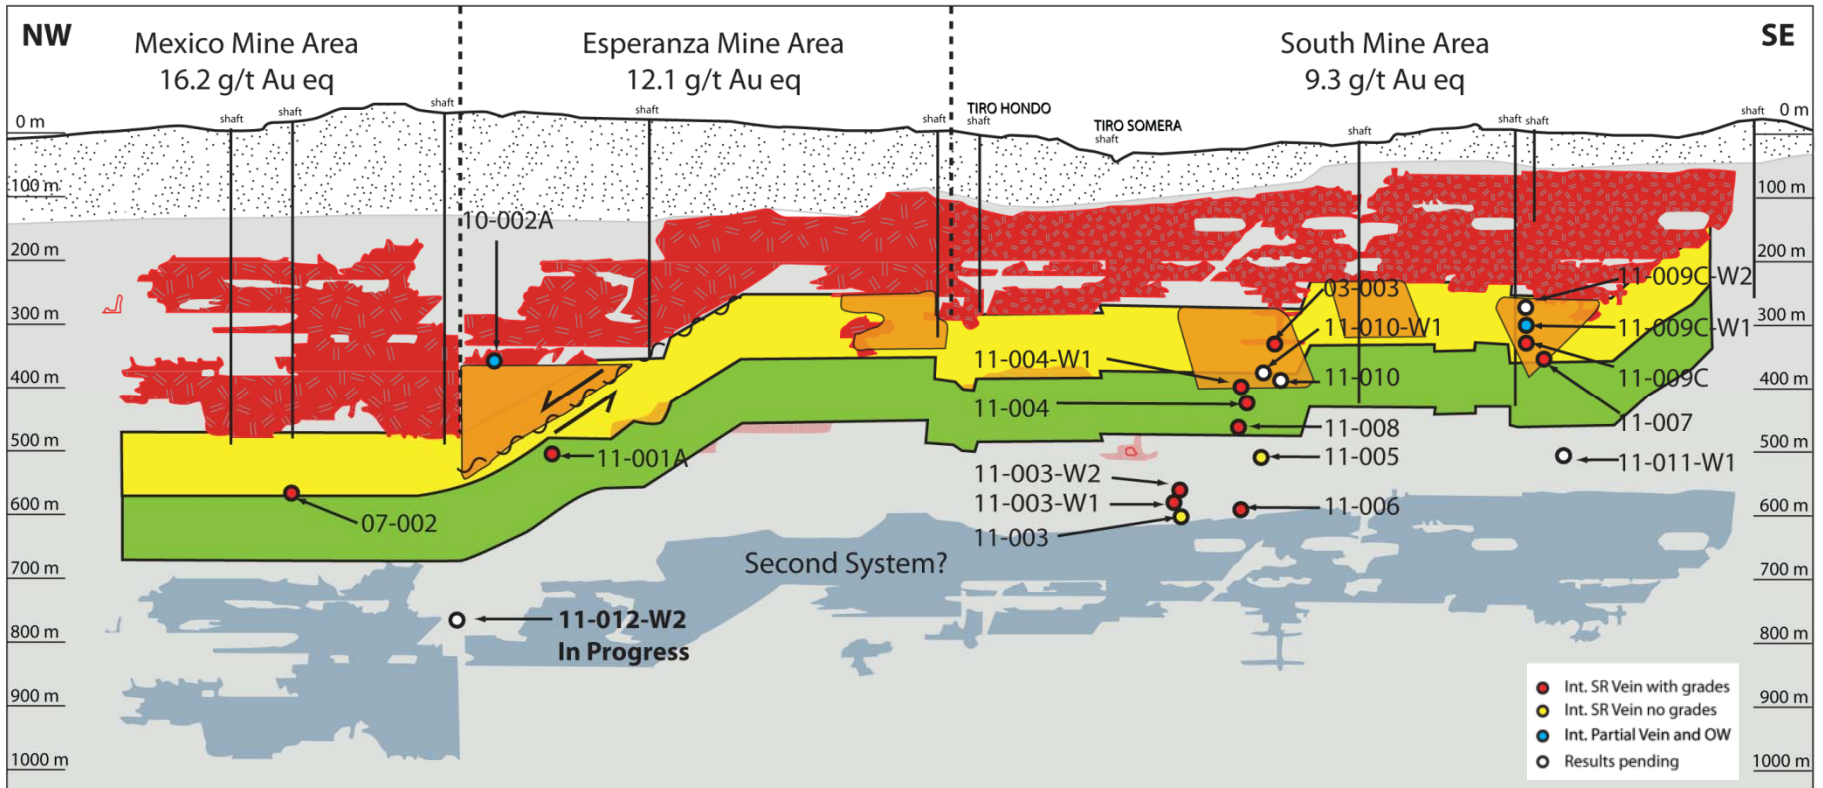 NW
Mexico Mine Area
16.2 g/t Au eq
Esperanza Mine Area
12.1 g/t Au eq
South Mine Area
9.3 g/t Au eq
SE
shaft
shaft
shaft
shaft
shaft
TIRO HONDO
shaft
TIRO SOMERA
shaft
shaft
shaft
shaft
shaft
0 m
100 m
200 m
300 m
400 m
500 m
600 m
700 m
800 m
900 m
1000 m
0 m
100 m
200 m
300 m
400 m
500 m
600 m
700 m
800 m
900 m
1000 m
10-002A
03-003
11-010-W1
11-004-W1
11-010
11-004
11-008
11-005
11-003-W2
11-003-W1
11-006
11-003
11-009C-W2
11-009C-W1
11-009C
11-007
11-011-W1
11-001A
07-002
Second System?
11-012-W2
In Progress
Int. SR Vein with grades
Int. SR Vein no grades
Int. Partial Vein and OW
Results pending